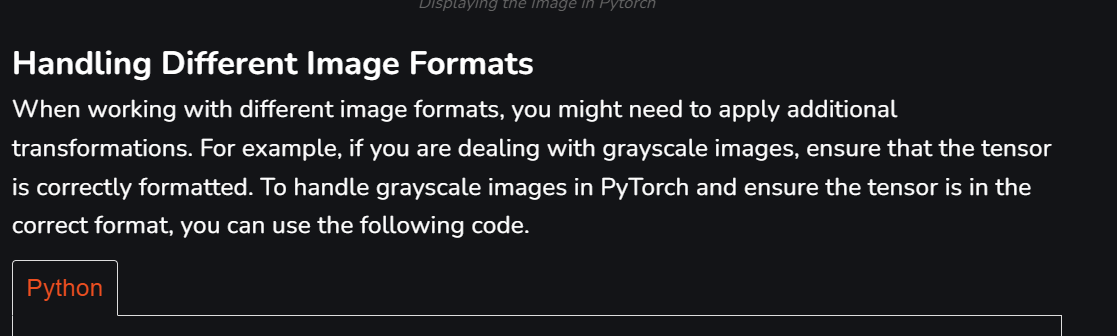 Displaying the Image in Pytorch
Handling Different Image Formats
When working with different image formats, you might need to apply additional
transformations. For example, if you are dealing with grayscale images, ensure that the tensor
is correctly formatted. To handle grayscale images in PyTorch and ensure the tensor is in the
correct format, you can use the following code.
Python